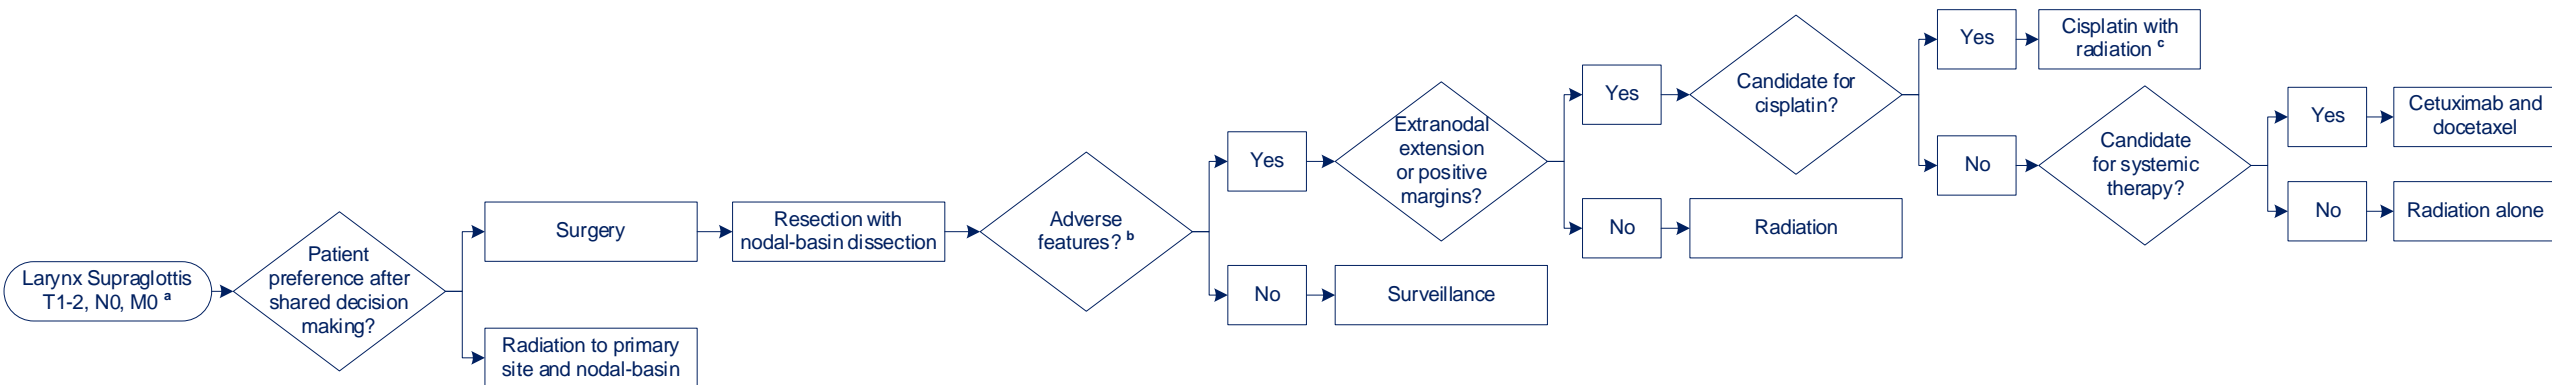 Larynx Supraglottis
T1-2, N0, M0 a
Patient
preference after
shared decision
making?
Surgery
Radiation to primary
site and nodal-basin
Resection with
nodal-basin dissection
Adverse
features? b
Yes
No
Surveillance
Extranodal
extension
or positive
margins?
Yes
No
Radiation
Candidate for
cisplatin?
Yes
Cisplatin with
radiation c
No
Candidate
for systemic
therapy?
Yes
Cetuximab and
docetaxel
No
Radiation alone